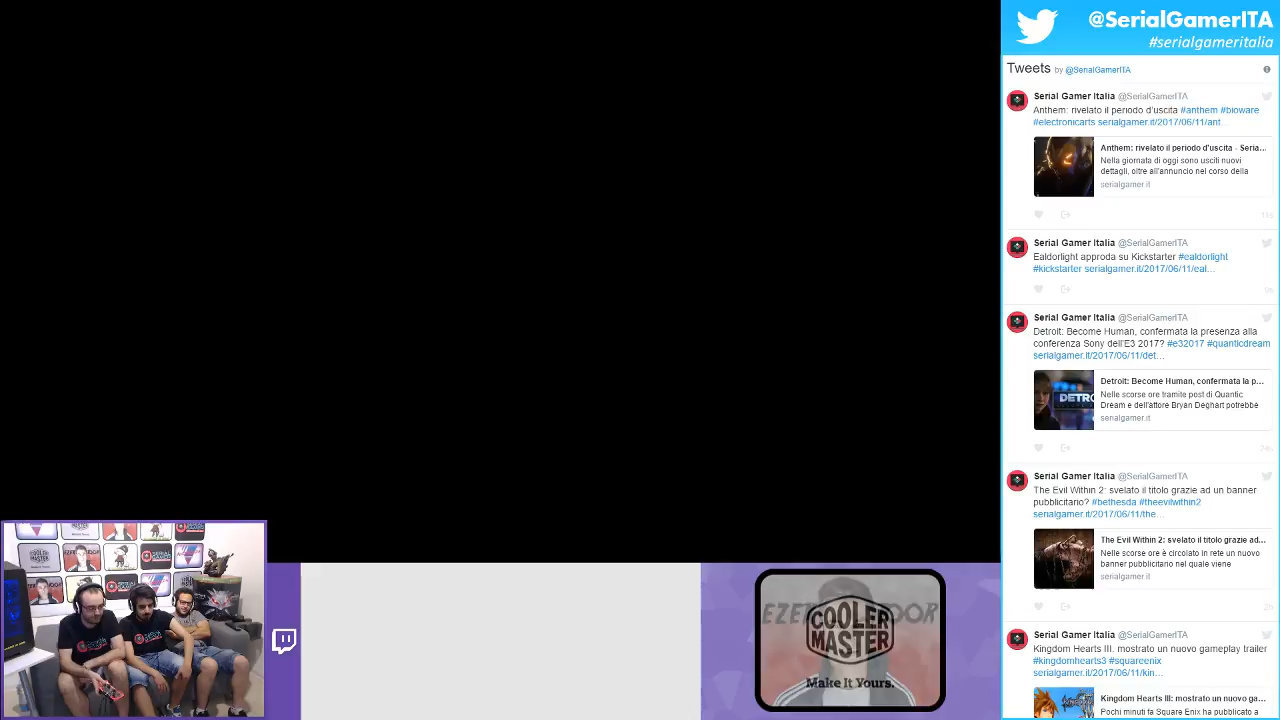 @SerialGamerITA
#serialgameritalia
Tweets by @SerialGamerITA
Serial Gamer Italia @SerialGamerITA
Anthem: rivelato il periodo d'uscita #anthem #bioware
#electronicarts serialgamer.it/2017/06/11/ant...
Anthem: rivelato il periodo d'uscita - Seria...
Nella giornata di oggi sono usciti nuovi
dettagli, oltre all'annuncio nel corso della
serialgamer.it
Serial Gamer Italia @SerialGamerITA
Ealdorlight approda su Kickstarter #ealdorlight
#kickstarter serialgamer.it/2017/06/11/eal...
Serial Gamer Italia @SerialGamerITA
Detroit: Become Human, confermata la presenza alla
conferenza Sony dell'E3 2017? #e32017 #quanticdream
serialgamer.it/2017/06/11/det...
Detroit: Become Human, confermata la p...
Nelle scorse ore tramite post di Quantic
Dream e dell'attore Bryan Deghart potrebbe
serialgamer.it
Serial Gamer Italia @SerialGamerITA
The Evil Within 2: svelato il titolo grazie ad un banner
pubblicitario? #bethesda #theevilwithin2
serialgamer.it/2017/06/11/the...
The Evil Within 2: svelato il titolo grazie ad...
Nelle scorse ore è circolato in rete un nuovo
banner pubblicitario nel quale viene
serialgamer.it
Serial Gamer Italia @SerialGamerITA
Kingdom Hearts III: mostrato un nuovo gameplay trailer
#kingdomhearts3 #squareenix
serialgamer.it/2017/06/11/kin...
Kingdom Hearts III: mostrato un nuovo ga...
Pochi minuti fa Square Enix ha pubblicato a
COOLER
MASTER
Make It Yours.